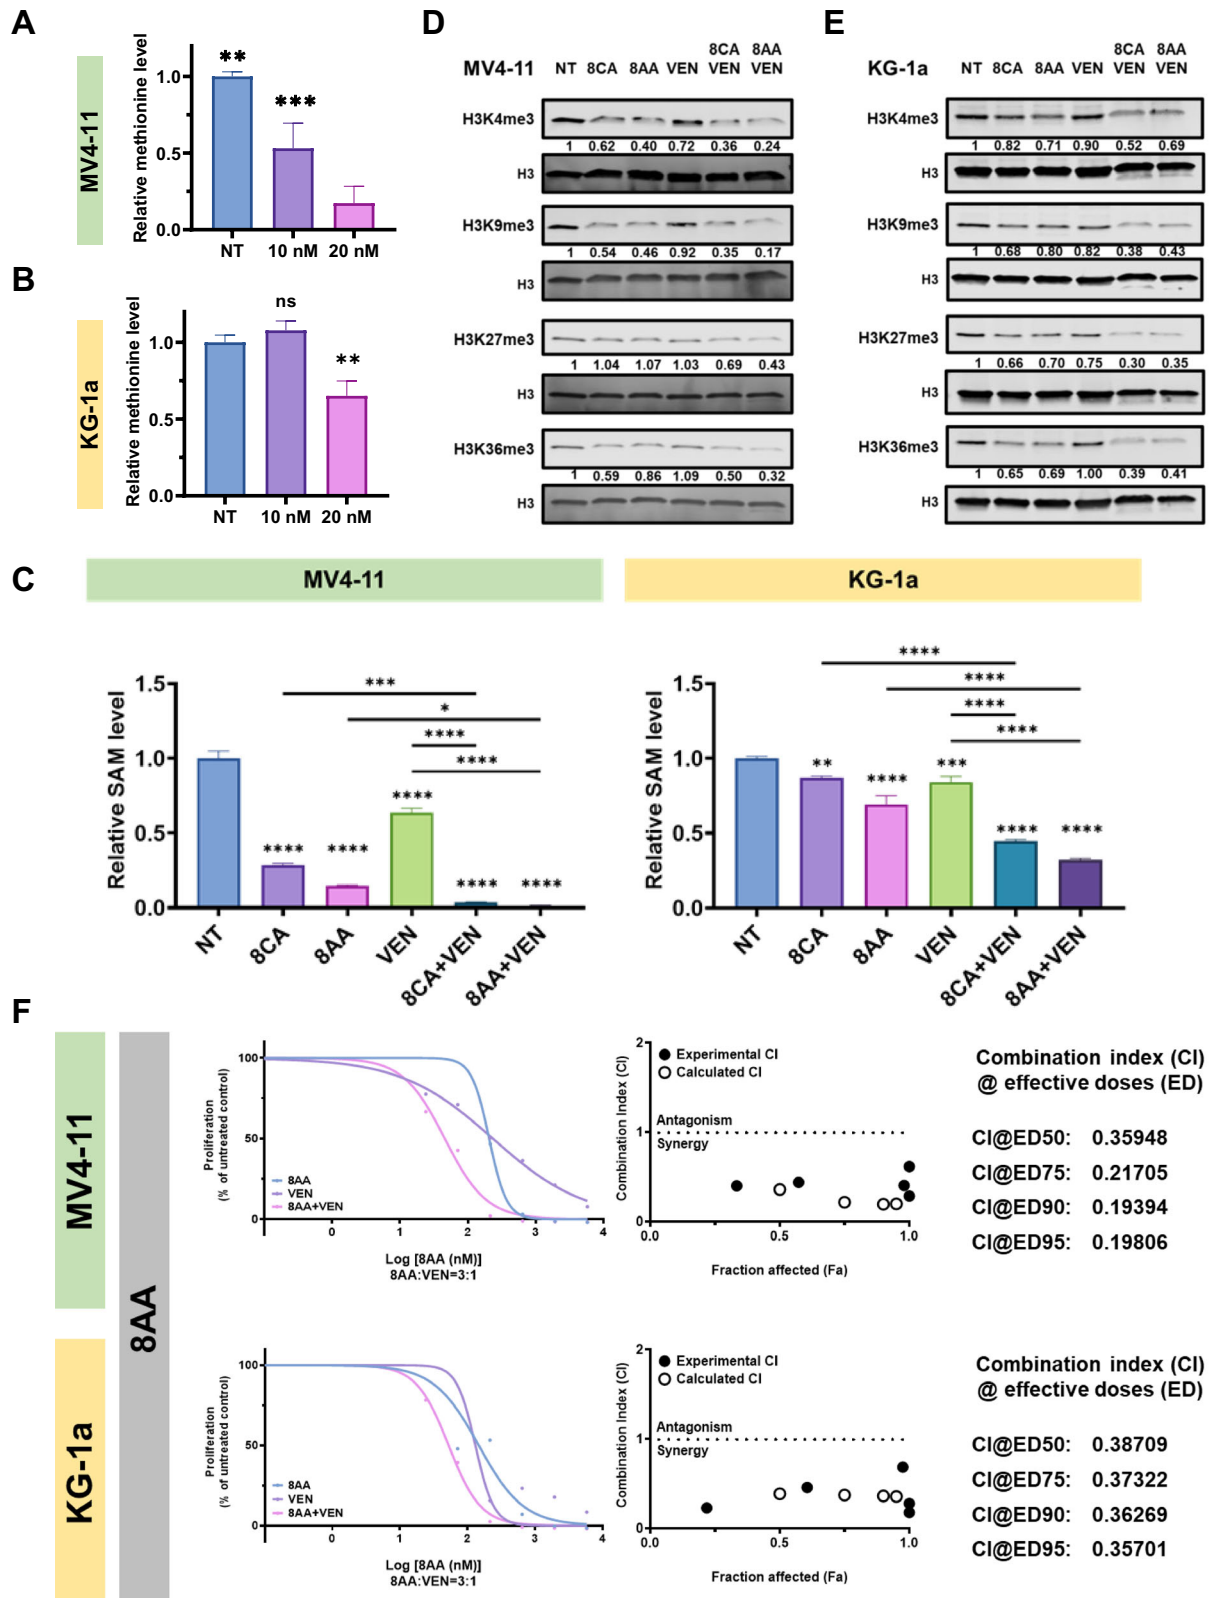 A
MV4-11
Relative methionine level
1.0
0.5
0.0
**
***
NT 10 nM 20 nM
B
KG-1a
Relative methionine level
1.0
0.5
0.0
ns
**
NT 10 nM 20 nM
D
MV4-11 NT 8CA 8AA VEN 8CA VEN 8AA VEN
H3K4me3
1 0.62 0.40 0.72 0.36 0.24
H3
H3K9me3
1 0.54 0.46 0.92 0.35 0.17
H3
H3K27me3
1 1.04 1.07 1.03 0.69 0.43
H3
H3K36me3
1 0.59 0.86 1.09 0.50 0.32
H3
E
KG-1a NT 8CA 8AA VEN 8CA VEN 8AA VEN
H3K4me3
1 0.82 0.71 0.90 0.52 0.69
H3
H3K9me3
1 0.68 0.80 0.82 0.38 0.43
H3
H3K27me3
1 0.66 0.70 0.75 0.30 0.35
H3
H3K36me3
1 0.65 0.69 1.00 0.39 0.41
H3
C
MV4-11
Relative SAM level
1.5
1.0
0.5
0.0
***
*
****
****
****
**** ****
**** ****
NT 8CA 8AA VEN 8CA+VEN 8AA+VEN
KG-1a
Relative SAM level
1.5
1.0
0.5
0.0
****
****
****
****
** **** ***
**** ****
NT 8CA 8AA VEN 8CA+VEN 8AA+VEN
F
MV4-11
KG-1a
8AA
Proliferation
(% of untreated control)
100
50
0
8AA
VEN
8AA+VEN
0 1 2 3 4
Log [8AA (nM)]
8AA:VEN=3:1
Combination Index (CI)
2
1
0
Experimental CI
Calculated CI
Antagonism
Synergy
0.0 0.5 1.0
Fraction affected (Fa)
Combination index (CI)
@ effective doses (ED)
CI@ED50: 0.35948
CI@ED75: 0.21705
CI@ED90: 0.19394
CI@ED95: 0.19806
Proliferation
(% of untreated control)
100
50
0
8AA
VEN
8AA+VEN
0 1 2 3 4
Log [8AA (nM)]
8AA:VEN=3:1
Combination Index (CI)
2
1
0
Experimental CI
Calculated CI
Antagonism
Synergy
0.0 0.5 1.0
Fraction affected (Fa)
Combination index (CI)
@ effective doses (ED)
CI@ED50: 0.38709
CI@ED75: 0.37322
CI@ED90: 0.36269
CI@ED95: 0.35701